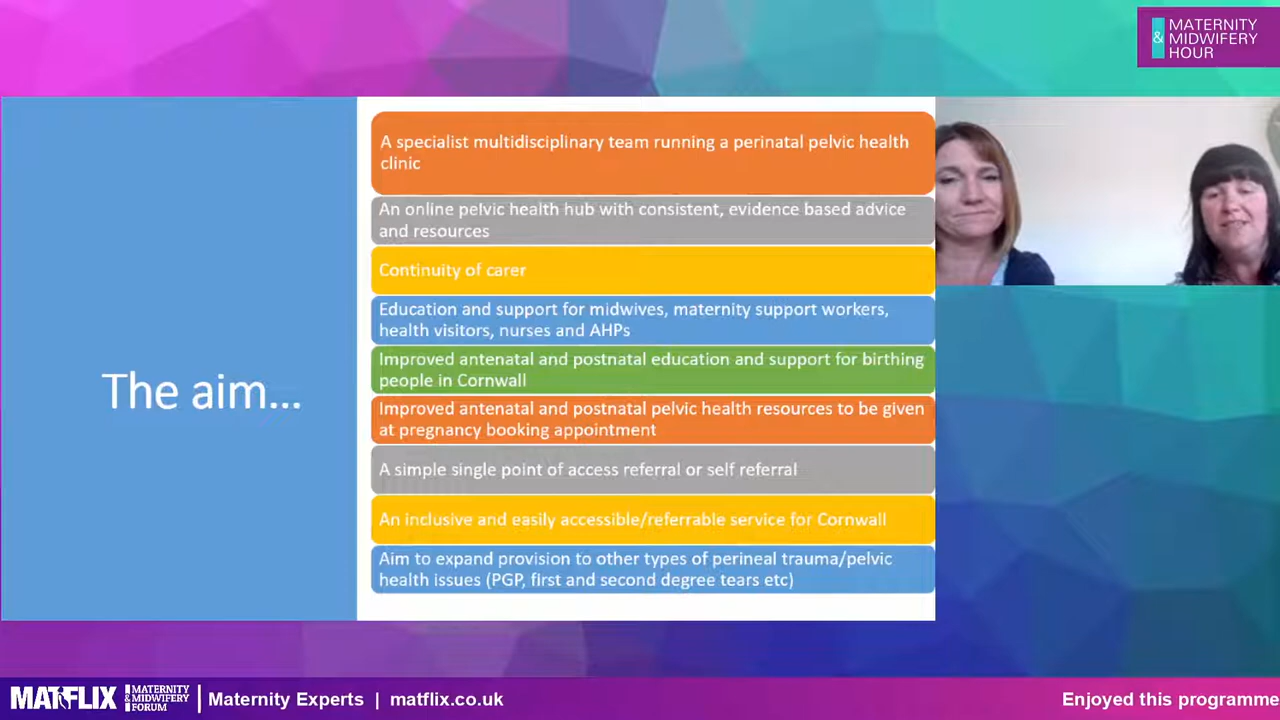 MATERNITY
& MIDWIFERY
HOUR
A specialist multidisciplinary team running a perinatal pelvic health
clinic
An online pelvic health hub with consistent, evidence based advice
and resources
Continuity of carer
Education and support for midwives, maternity support workers,
health visitors, nurses and AHPs
The aim...
Improved antenatal and postnatal education and support for birthing
people in Cornwall
Improved antenatal and postnatal pelvic health resources to be given
at pregnancy booking appointment
A simple single point of access referral or self referral
An inclusive and easily accessible/referrable service for Cornwall
Aim to expand provision to other types of perineal trauma/pelvic
health issues (PGP, first and second degree tears etc)
MATFLIX
MATERNITY
& MIDWIFERY
FORUM
Maternity Experts | matflix.co.uk
Enjoyed this programme